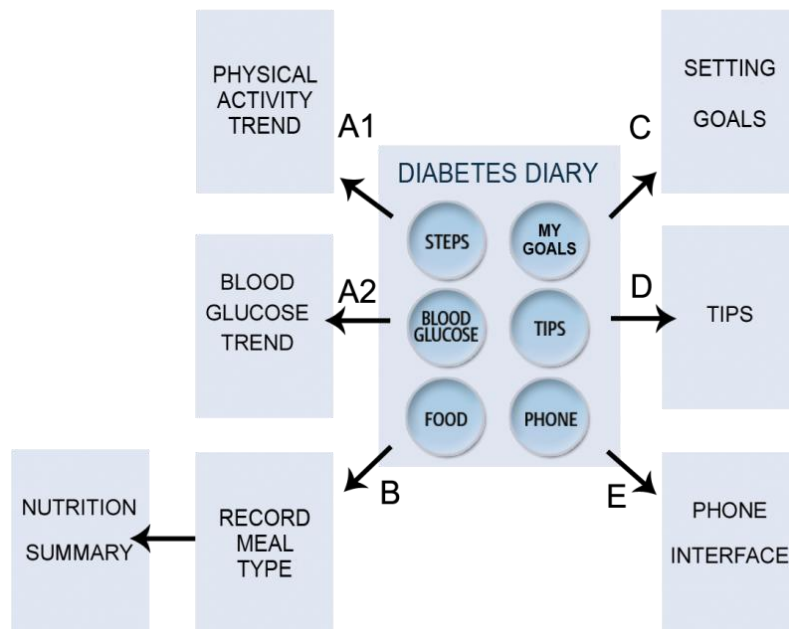 PHYSICAL
ACTIVITY
TREND
A1
C
SETTING
GOALS
DIABETES DIARY
STEPS
MY
GOALS
BLOOD
GLUCOSE
TREND
A2
BLOOD
GLUCOSE
TIPS
D
TIPS
FOOD
PHONE
NUTRITION
SUMMARY
RECORD
MEAL
TYPE
B
E
PHONE
INTERFACE